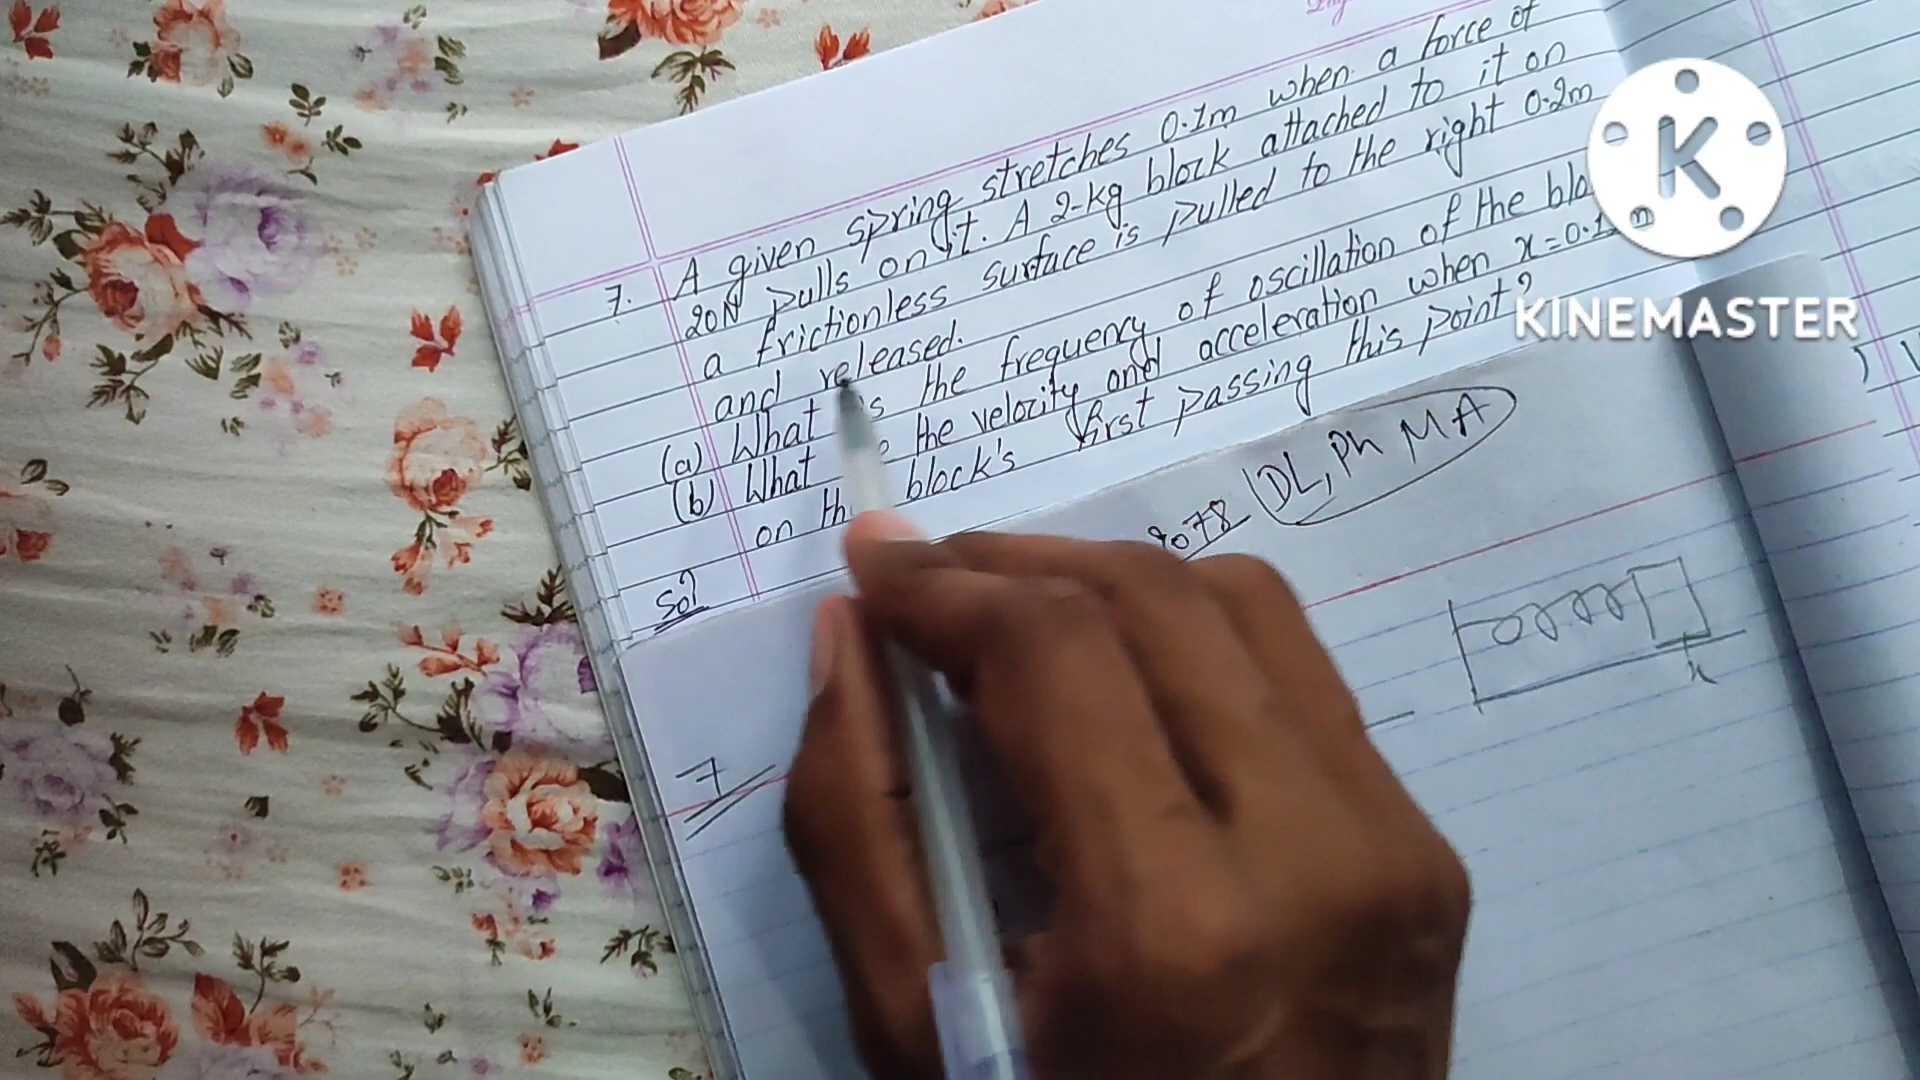 7. A given spring stretches 0.1m when a force of
20N pulls on it. A 2-kg block attached to it on
a frictionless surface is pulled to the right 0.2m
and released.
(a) What is the frequency of oscillation of the
(b) What the velocity and acceleration when x=0.1
on the block's first passing this point?
Sol
2078 DL, Ph MA
7
K
KINEMASTER